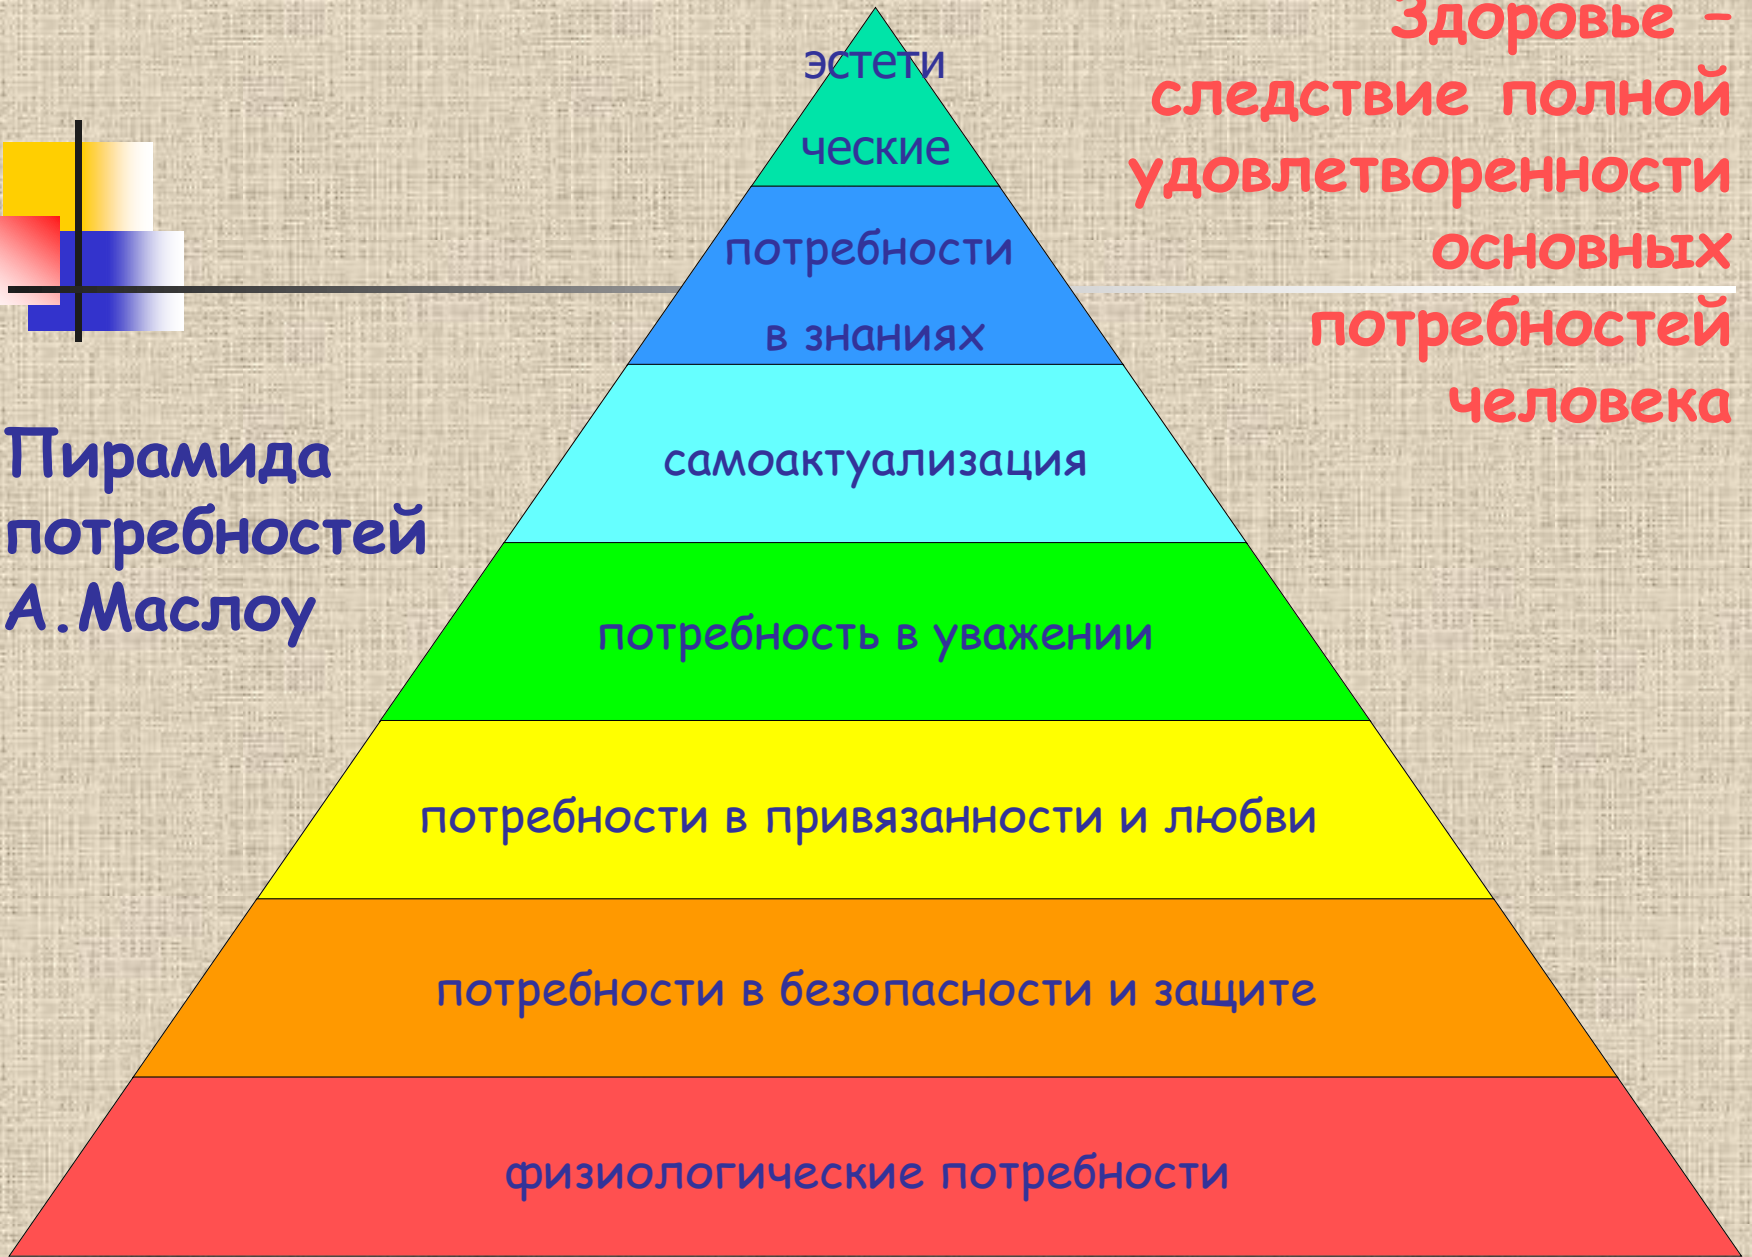 Здоровье –
следствие полной
удовлетворенности
основных
потребностей
человека
Пирамида
потребностей
А.Маслоу
эстети
ческие
потребности
в знаниях
самоактуализация
потребность в уважении
потребности в привязанности и любви
потребности в безопасности и защите
физиологические потребности